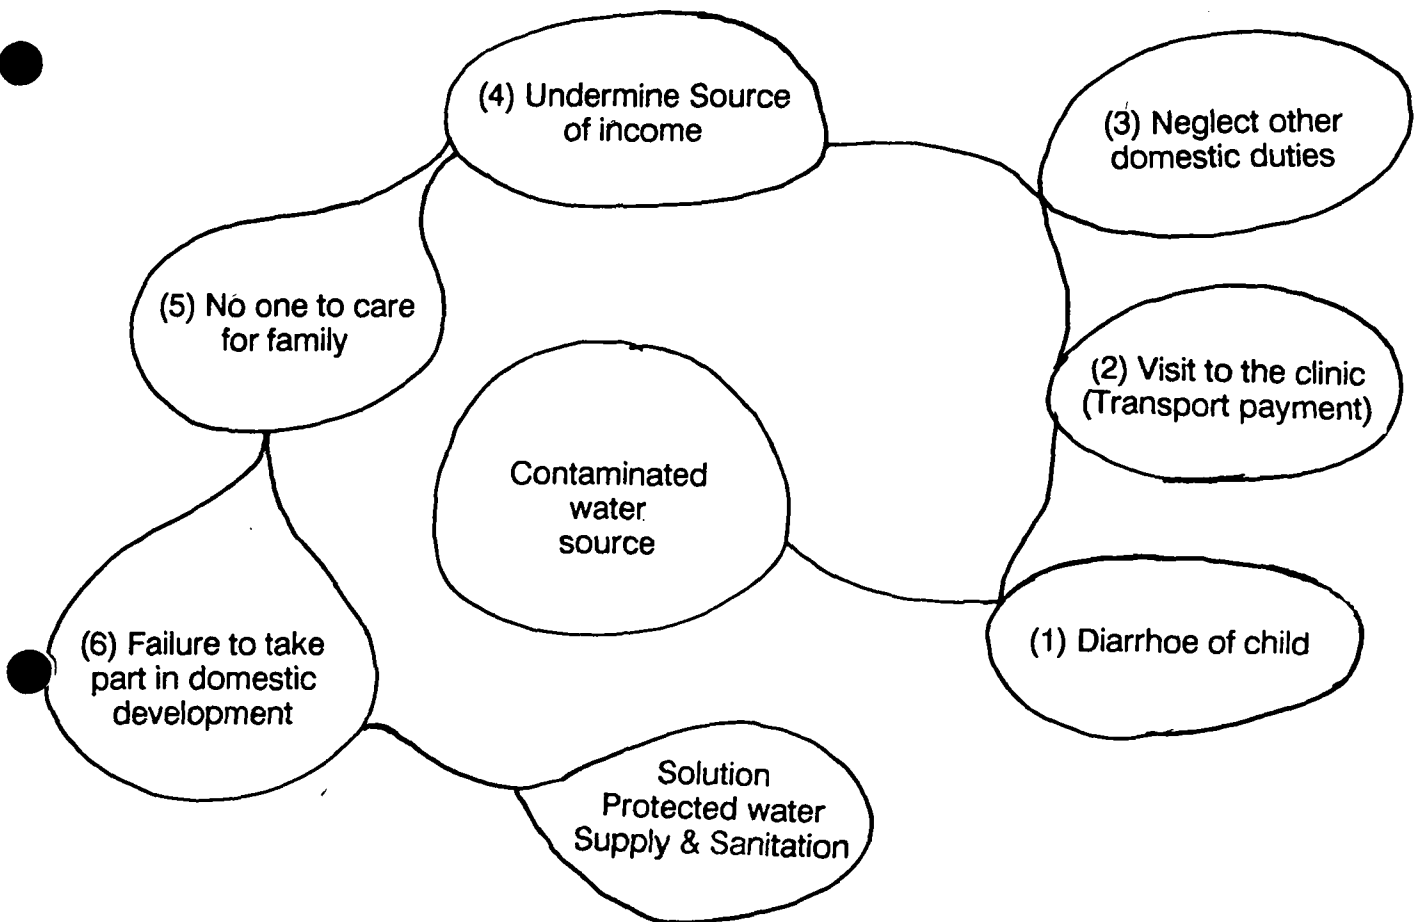 (4) Undermine Source
of income
(3) Neglect other
domestic duties
(5) No one to care
for family
(2) Visit to the clinic
(Transport payment)
Contaminated
water
source
(1) Diarrhoe of child
(6) Failure to take
part in domestic
development
Solution
Protected water
Supply & Sanitation